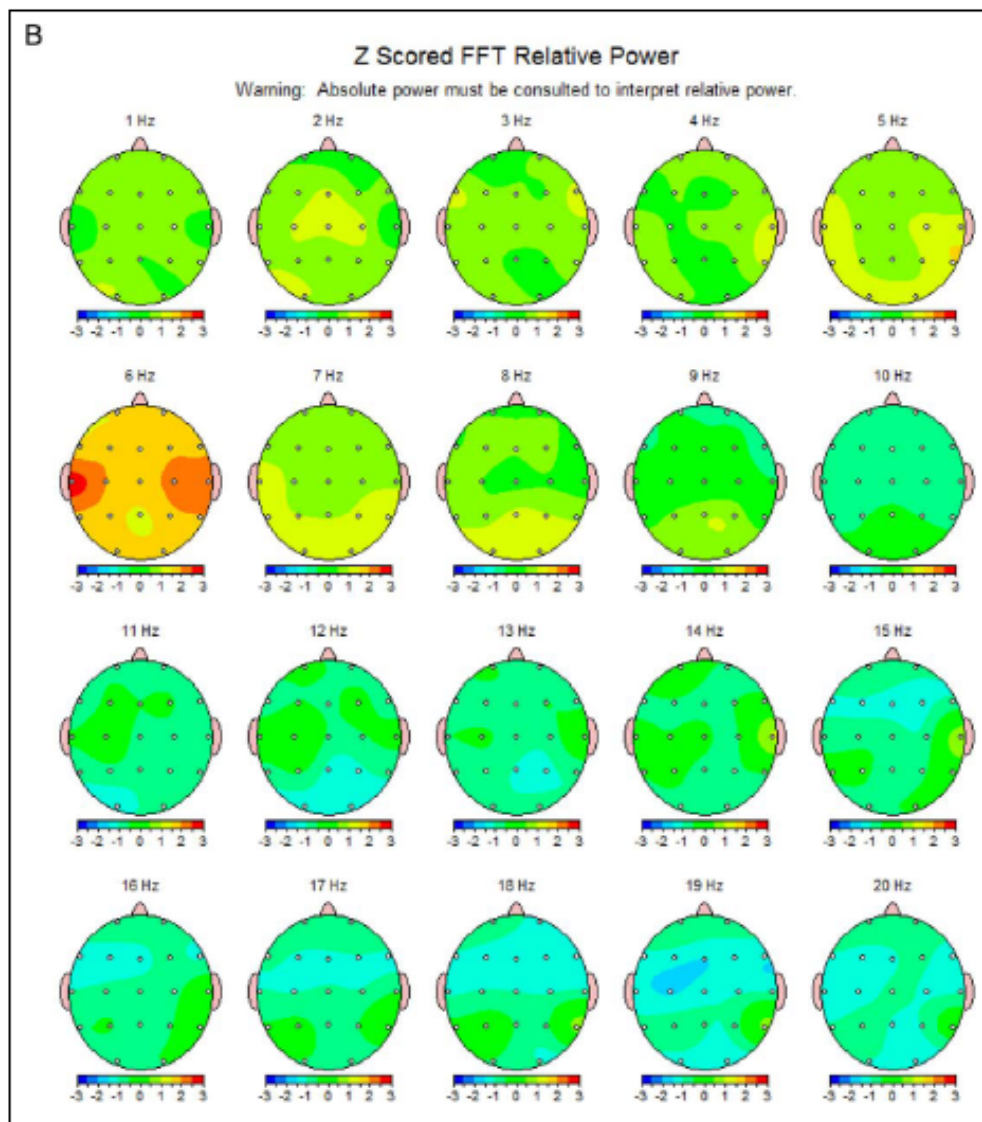 B
Z Scored FFT Relative Power
Warning: Absolute power must be consulted to interpret relative power.
1 Hz 2 Hz 3 Hz 4 Hz 5 Hz
-3 -2 -1 0 1 2 3 -3 -2 -1 0 1 2 3 -3 -2 -1 0 1 2 3 -3 -2 -1 0 1 2 3 -3 -2 -1 0 1 2 3
6 Hz 7 Hz 8 Hz 9 Hz 10 Hz
-3 -2 -1 0 1 2 3 -3 -2 -1 0 1 2 3 -3 -2 -1 0 1 2 3 -3 -2 -1 0 1 2 3 -3 -2 -1 0 1 2 3
11 Hz 12 Hz 13 Hz 14 Hz 15 Hz
-3 -2 -1 0 1 2 3 -3 -2 -1 0 1 2 3 -3 -2 -1 0 1 2 3 -3 -2 -1 0 1 2 3 -3 -2 -1 0 1 2 3
16 Hz 17 Hz 18 Hz 19 Hz 20 Hz
-3 -2 -1 0 1 2 3 -3 -2 -1 0 1 2 3 -3 -2 -1 0 1 2 3 -3 -2 -1 0 1 2 3 -3 -2 -1 0 1 2 3